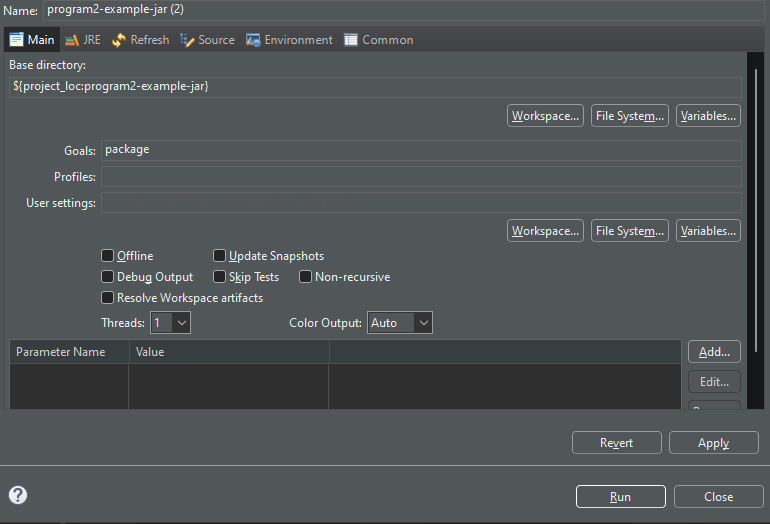 Name: program2-example-jar (2)
Main JRE Refresh Source Environment Common
Base directory:
${project_loc:program2-example-jar}
Workspace... File System... Variables...
Goals: package
Profiles:
User settings:
Workspace... File System... Variables...
Offline Update Snapshots
Debug Output Skip Tests Non-recursive
Resolve Workspace artifacts
Threads: 1 Color Output: Auto
Parameter Name Value Add...
Edit...
Revert Apply
? Run Close